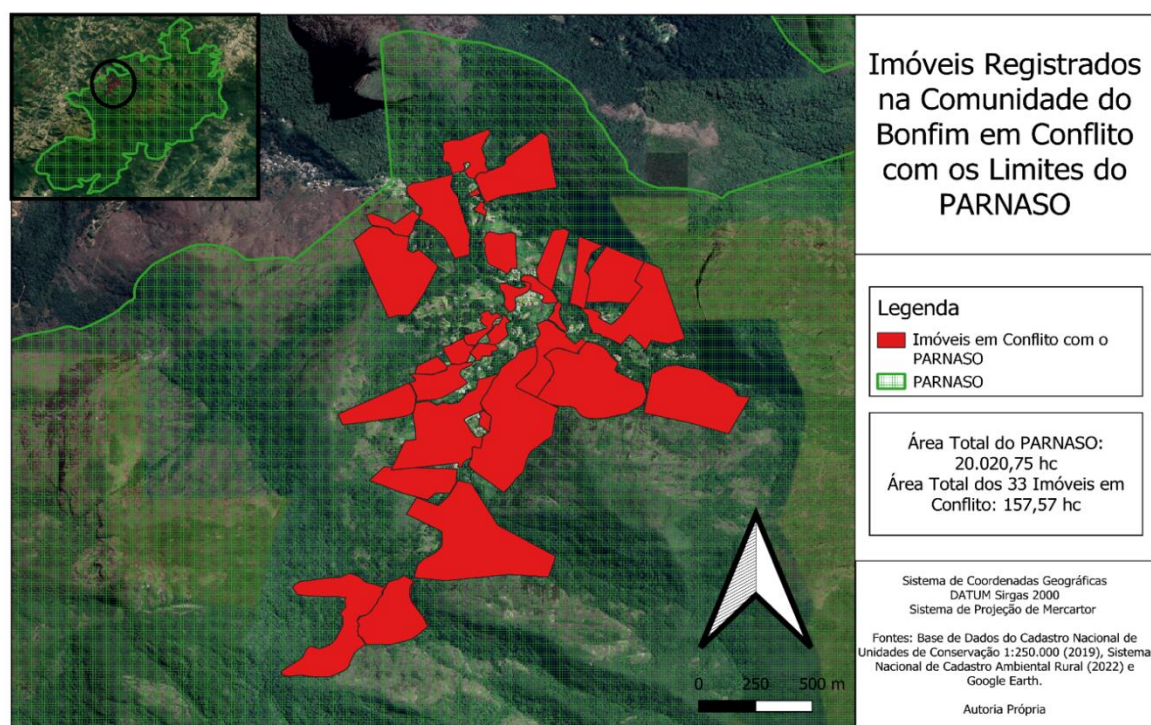 Imóveis Registrados
na Comunidade do
Bonfim em Conflito
com os Limites do
PARNASO
Legenda
Imóveis em Conflito com o
PARNASO
PARNASO
Área Total do PARNASO:
20.020,75 hc
Área Total dos 33 Imóveis em
Conflito: 157,57 hc
Sistema de Coordenadas Geográficas
DATUM Sirgas 2000
Sistema de Projeção de Mercartor
Fontes: Base de Dados do Cadastro Nacional de
Unidades de Conservação 1:250.000 (2019), Sistema
Nacional de Cadastro Ambiental Rural (2022) e
Google Earth.
Autoria Própria
0 250 500 m